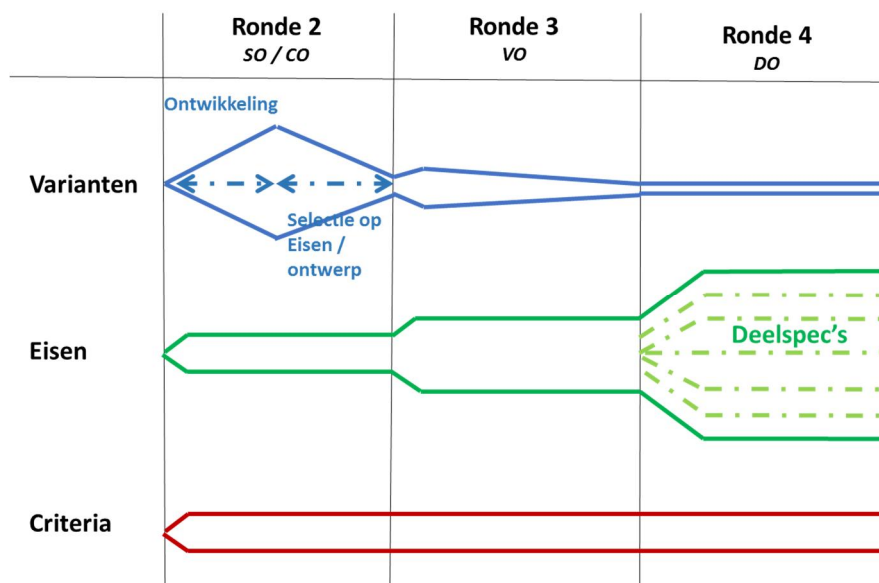 Ronde 2
SO / CO
Ronde 3
VO
Ronde 4
DO
Ontwikkeling
Varianten
Selectie op
Eisen /
ontwerp
Eisen
Deelspec's
Criteria